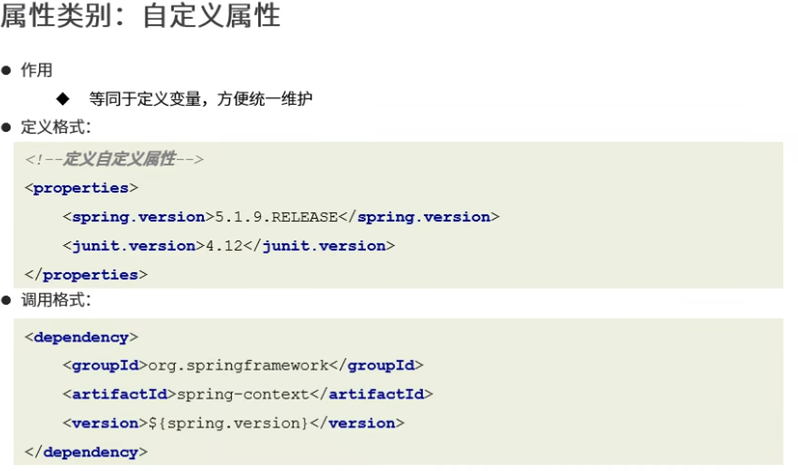 属性类别：自定义属性
● 作用
◆ 等同于定义变量，方便统一维护
● 定义格式：
<!--定义自定义属性-->
<properties>
<spring.version>5.1.9.RELEASE</spring.version>
<junit.version>4.12</junit.version>
</properties>
● 调用格式：
<dependency>
<groupId>org.springframework</groupId>
<artifactId>spring-context</artifactId>
<version>${spring.version}</version>
</dependency>